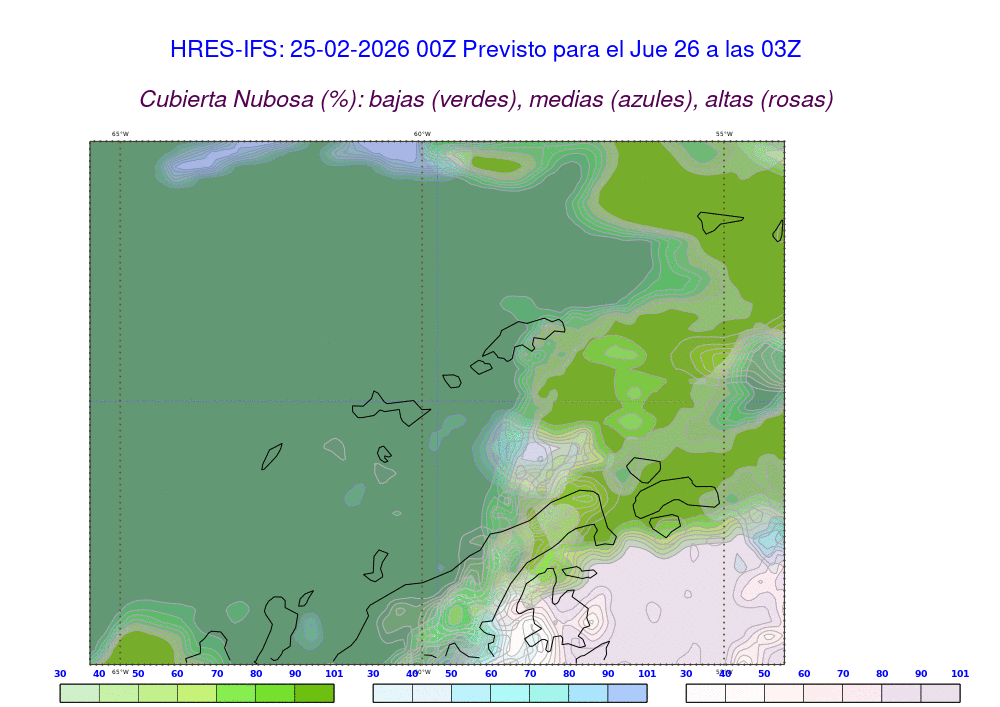 HRES-IFS: 25-02-2026 00Z Previsto para el Jue 26 a las 03Z
Cubierta Nubosa (%): bajas (verdes), medias (azules), altas (rosas)
65°W 60°W 55°W
65°W 60°W
30 40 50 60 70 80 90 101 30 40 50 60 70 80 90 101 30 40 50 60 70 80 90 101